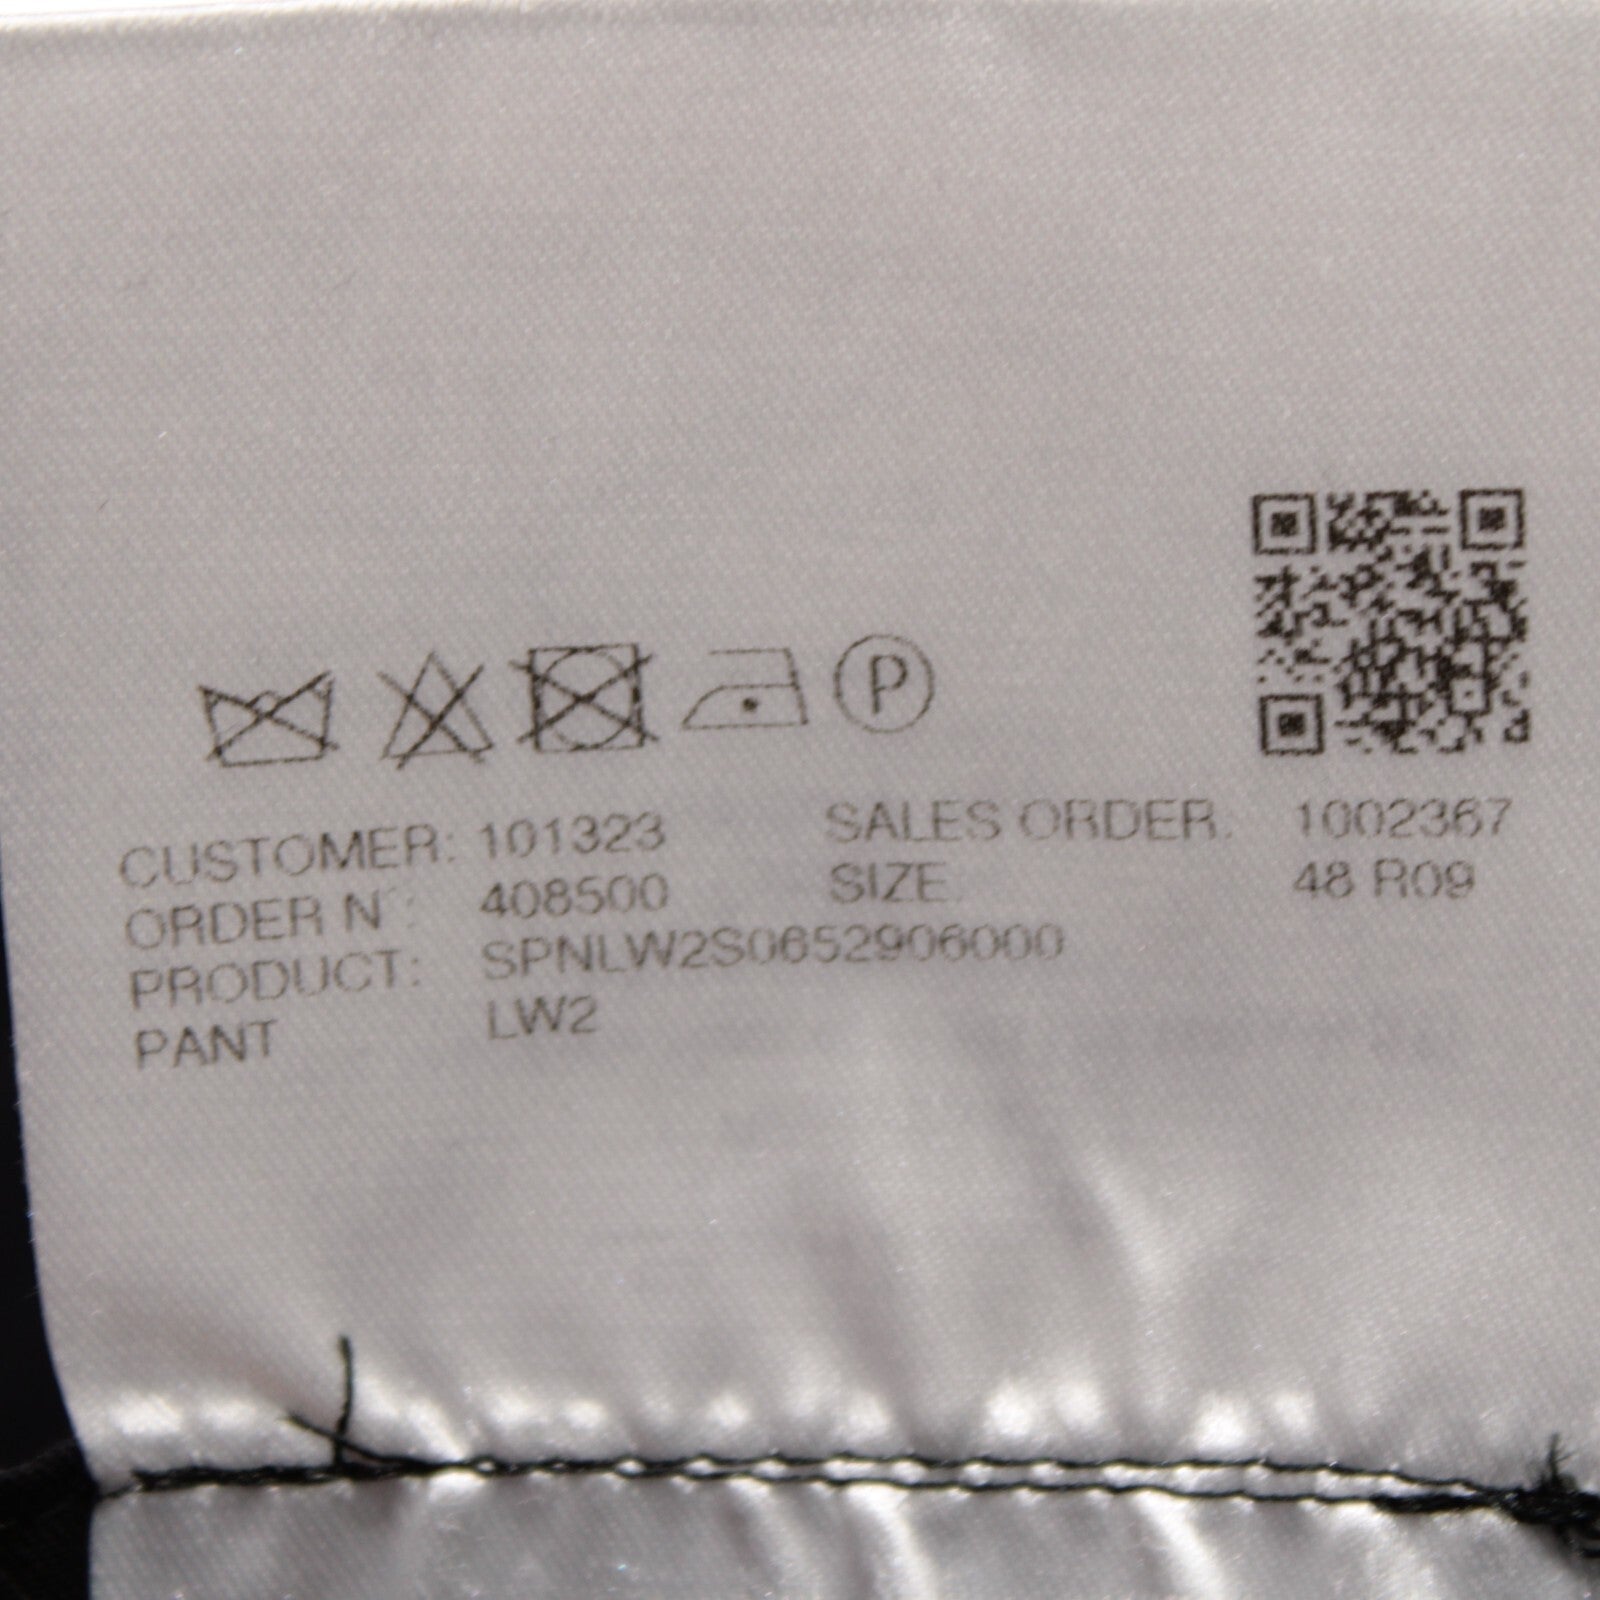 P
CUSTOMER: 101323 SALES ORDER: 1002367
ORDER N°: 408500 SIZE: 48 R09
PRODUCT: SPNLW2S0652906000
PANT LW2